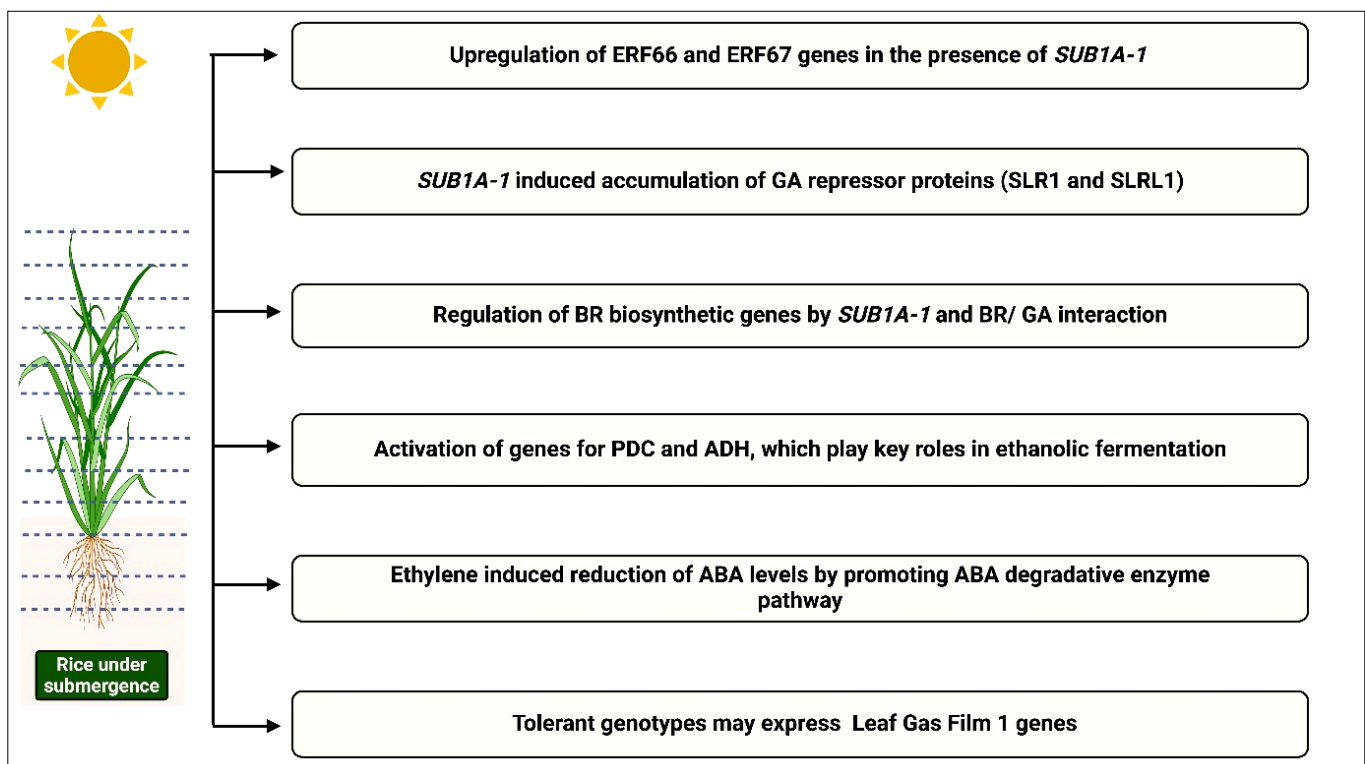 Upregulation of ERF66 and ERF67 genes in the presence of SUB1A-1
SUB1A-1 induced accumulation of GA repressor proteins (SLR1 and SLRL1)
Regulation of BR biosynthetic genes by SUB1A-1 and BR/ GA interaction
Activation of genes for PDC and ADH, which play key roles in ethanolic fermentation
Ethylene induced reduction of ABA levels by promoting ABA degradative enzyme
pathway
Rice under
submergence
Tolerant genotypes may express Leaf Gas Film 1 genes